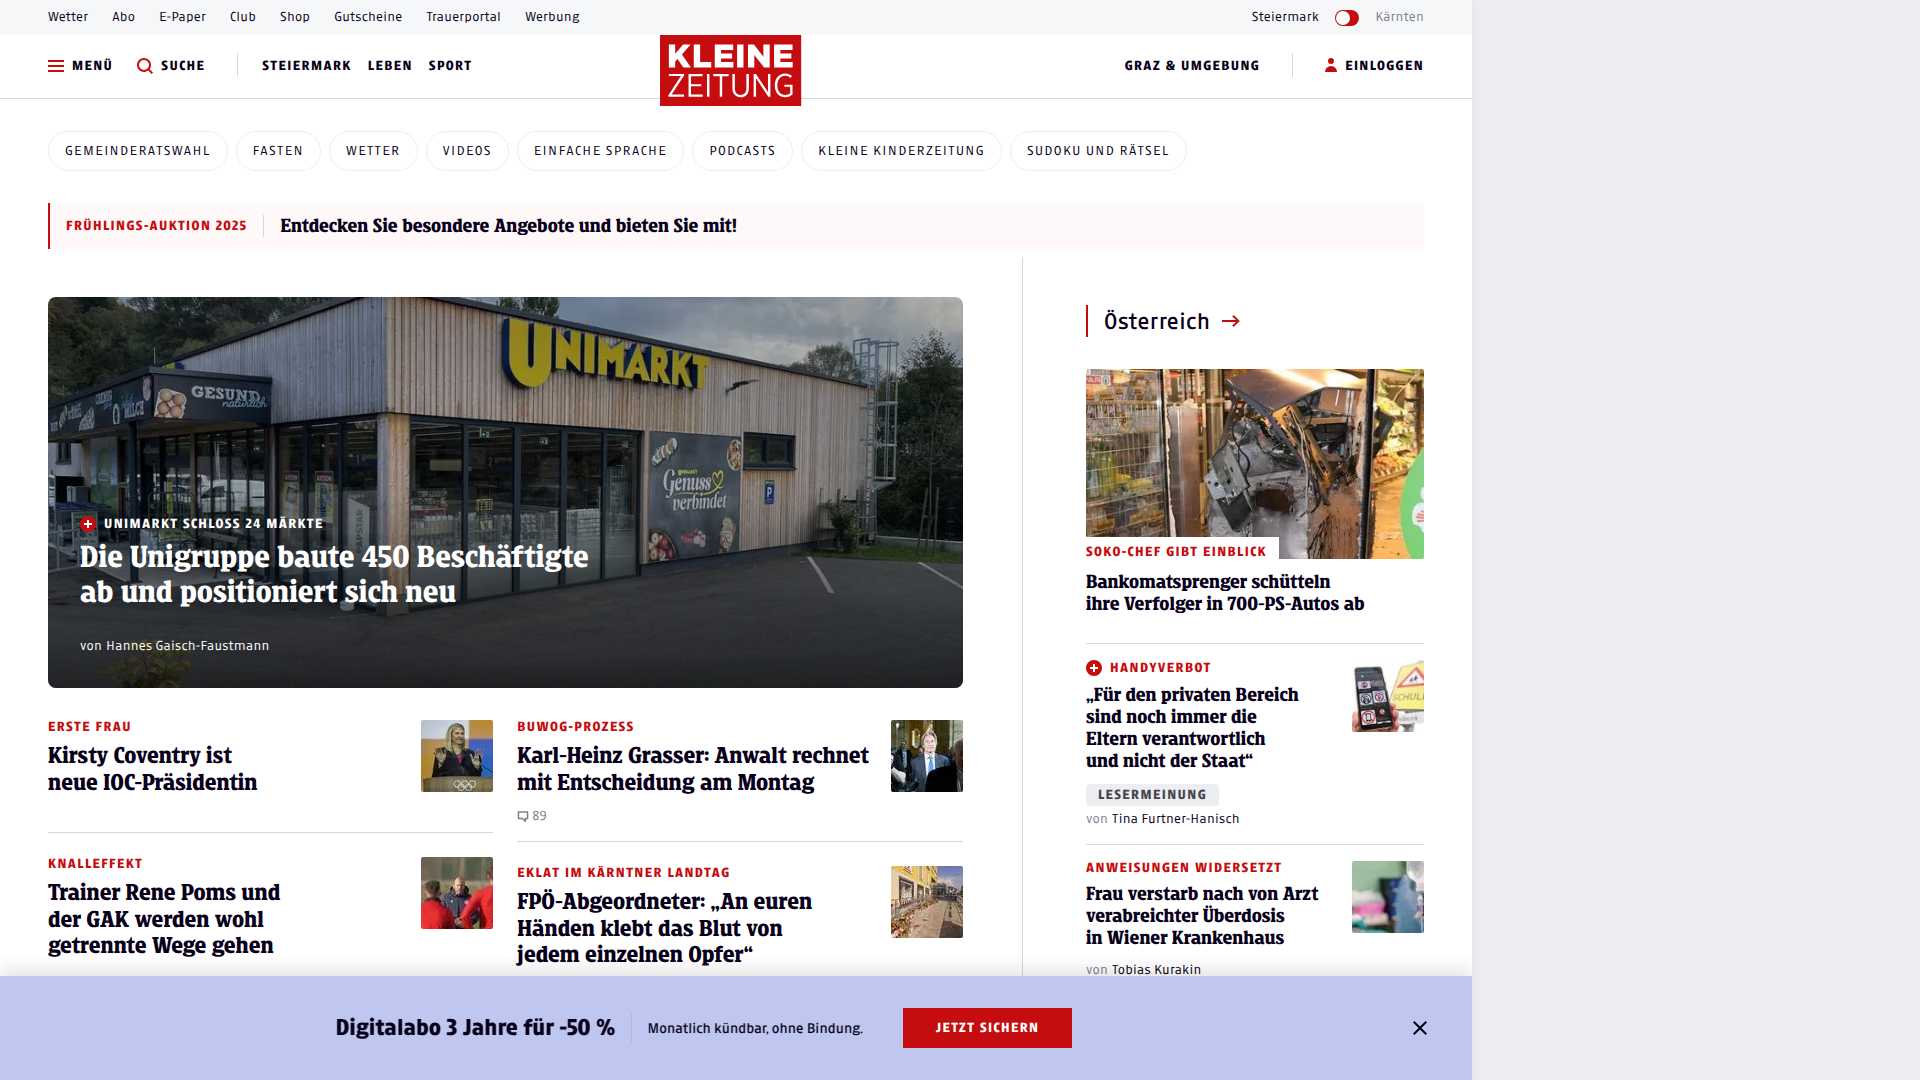 Wetter Abo E-Paper Club Shop Gutscheine Trauerportal Werbung Steiermark Kärnten
MENÜ SUCHE STEIERMARK LEBEN SPORT KLEINE ZEITUNG GRAZ & UMGEBUNG EINLOGGEN
GEMEINDERATSWAHL FASTEN WETTER VIDEOS EINFACHE SPRACHE PODCASTS KLEINE KINDERZEITUNG SUDOKU UND RÄTSEL
FRÜHLINGS-AUKTION 2025 Entdecken Sie besondere Angebote und bieten Sie mit!
UNIMARKT
GESUND
natürlich
Genuss
verbindet
P
UNIMARKT SCHLOSS 24 MÄRKTE
Die Unigruppe baute 450 Beschäftigte
ab und positioniert sich neu
von Hannes Gaisch-Faustmann
ERSTE FRAU
Kirsty Coventry ist
neue IOC-Präsidentin
KNALLEFFEKT
Trainer Rene Poms und
der GAK werden wohl
getrennte Wege gehen
BUWOG-PROZESS
Karl-Heinz Grasser: Anwalt rechnet
mit Entscheidung am Montag
89
EKLAT IM KÄRNTNER LANDTAG
FPÖ-Abgeordneter: „An euren
Händen klebt das Blut von
jedem einzelnen Opfer“
Österreich
SOKO-CHEF GIBT EINBLICK
Bankomatsprenger schütteln
ihre Verfolger in 700-PS-Autos ab
HANDYVERBOT
„Für den privaten Bereich
sind noch immer die
Eltern verantwortlich
und nicht der Staat“
LESERMEINUNG
von Tina Furtner-Hanisch
ANWEISUNGEN WIDERSETZT
Frau verstarb nach von Arzt
verabreichter Überdosis
in Wiener Krankenhaus
von Tobias Kurakin
Digitalabo 3 Jahre für -50 % Monatlich kündbar, ohne Bindung. JETZT SICHERN